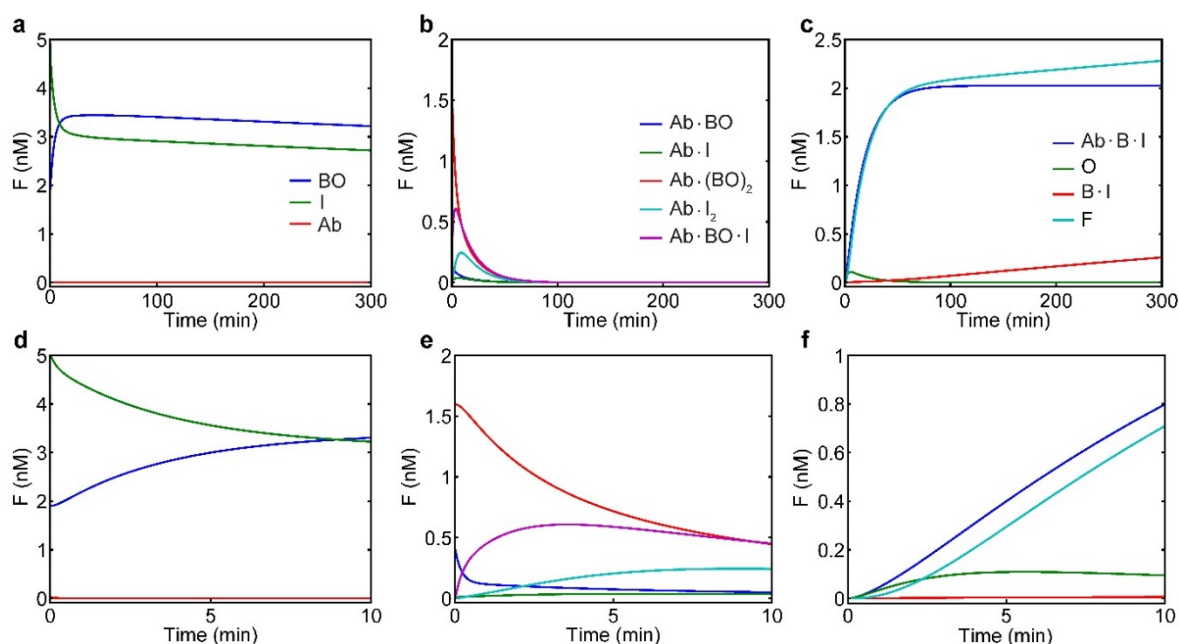 a
5
4
3
2
1
0
F (nM)
BO
I
Ab
0
100
200
300
Time (min)
b
2
1.5
1
0.5
0
F (nM)
Ab · BO
Ab · I
Ab · (BO)2
Ab · I2
Ab · BO · I
0
100
200
300
Time (min)
c
2.5
2
1.5
1
0.5
0
F (nM)
Ab · B · I
O
B · I
F
0
100
200
300
Time (min)
d
5
4
3
2
1
0
F (nM)
0
5
10
Time (min)
e
2
1.5
1
0.5
0
F (nM)
0
5
10
Time (min)
f
1
0.8
0.6
0.4
0.2
0
F (nM)
0
5
10
Time (min)